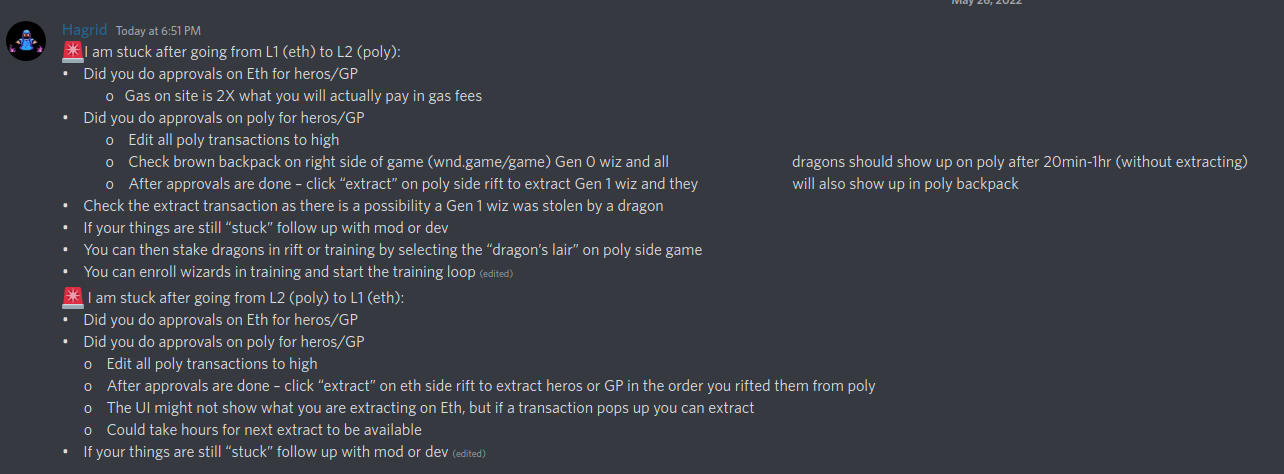 May 26, 2022
Hagrid Today at 6:51 PM
🚨I am stuck after going from L1 (eth) to L2 (poly):
• Did you do approvals on Eth for heros/GP
o Gas on site is 2X what you will actually pay in gas fees
• Did you do approvals on poly for heros/GP
o Edit all poly transactions to high
o Check brown backpack on right side of game (wnd.game/game) Gen 0 wiz and all dragons should show up on poly after 20min-1hr (without extracting)
o After approvals are done – click “extract” on poly side rift to extract Gen 1 wiz and they will also show up in poly backpack
• Check the extract transaction as there is a possibility a Gen 1 wiz was stolen by a dragon
• If your things are still “stuck” follow up with mod or dev
• You can then stake dragons in rift or training by selecting the “dragon’s lair” on poly side game
• You can enroll wizards in training and start the training loop (edited)
🚨 I am stuck after going from L2 (poly) to L1 (eth):
• Did you do approvals on Eth for heros/GP
• Did you do approvals on poly for heros/GP
o Edit all poly transactions to high
o After approvals are done – click “extract” on eth side rift to extract heros or GP in the order you rifted them from poly
o The UI might not show what you are extracting on Eth, but if a transaction pops up you can extract
o Could take hours for next extract to be available
• If your things are still “stuck” follow up with mod or dev (edited)